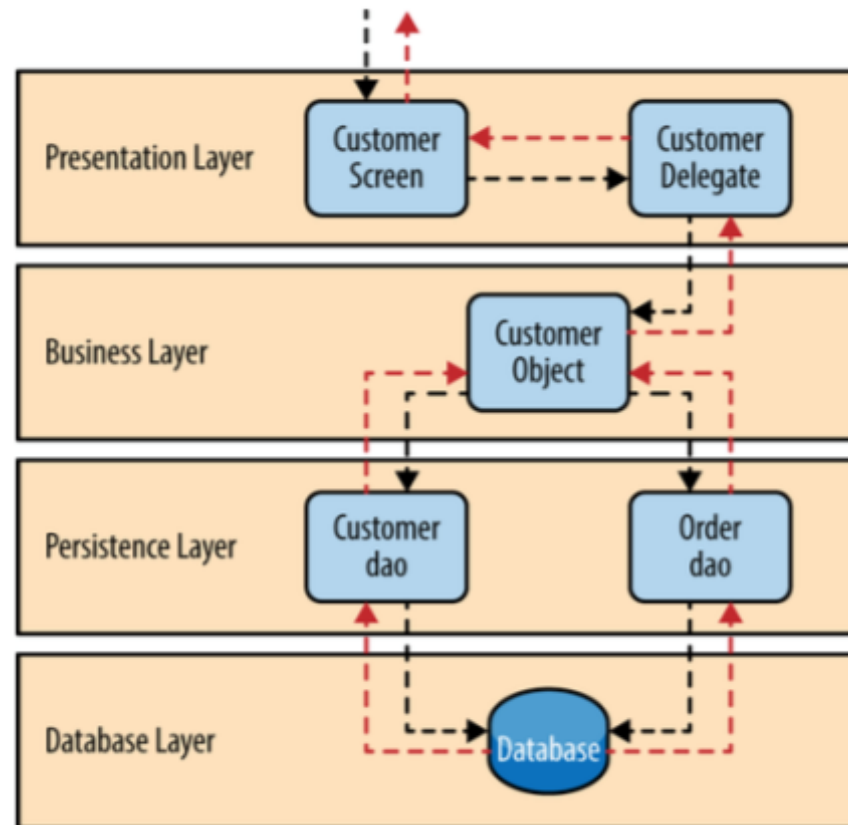 Presentation Layer
Customer
Screen
Customer
Delegate
Business Layer
Customer
Object
Persistence Layer
Customer
dao
Order
dao
Database Layer
Database